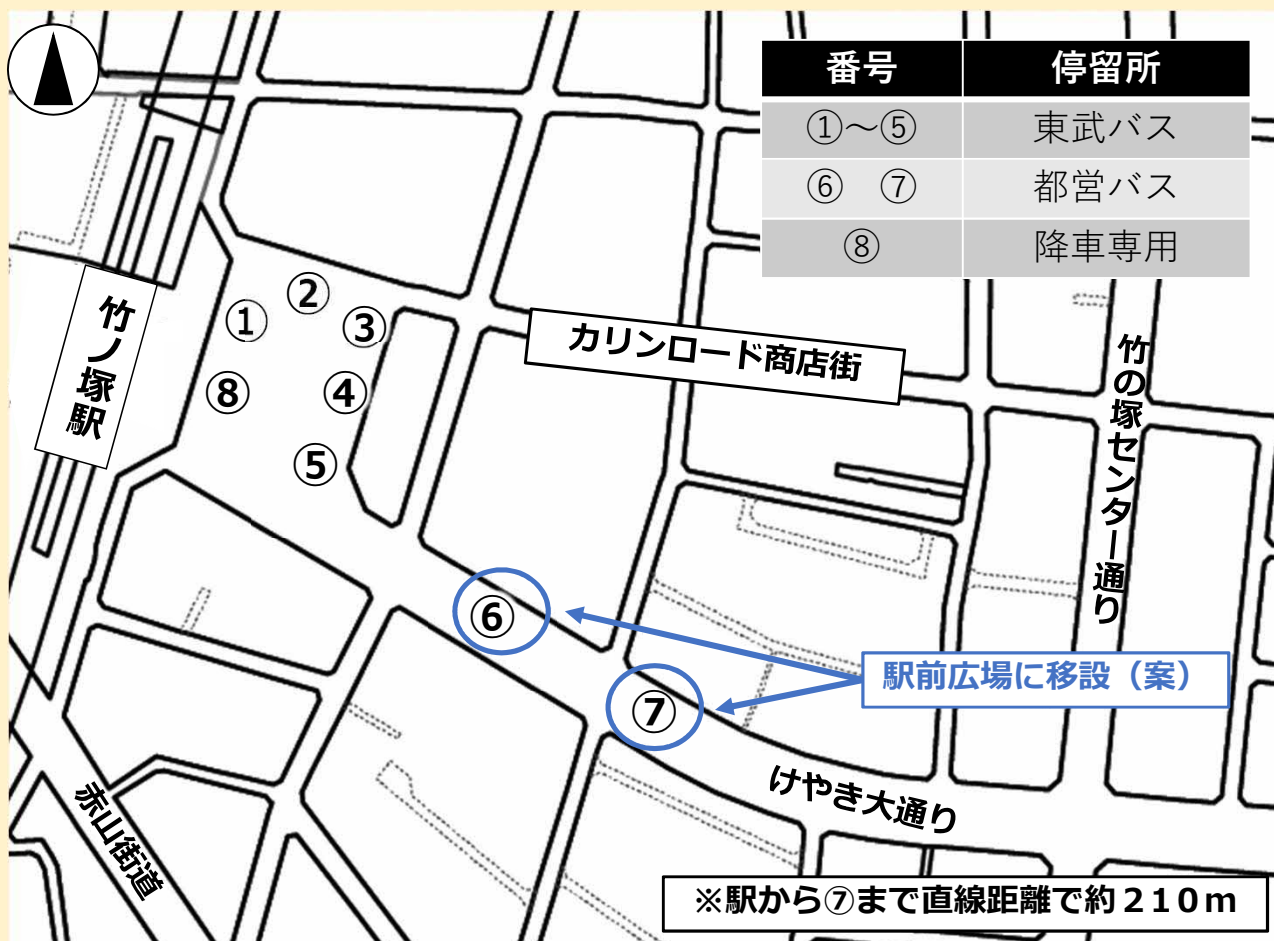 番号 停留所
①～⑤ 東武バス
⑥ ⑦ 都営バス
⑧ 降車専用
竹ノ塚駅
①
②
③
④
⑤
⑧
カリンロード商店街
竹の塚センター通り
⑥
⑦
駅前広場に移設（案）
けやき大通り
赤山街道
※駅から⑦まで直線距離で約２１０ｍ